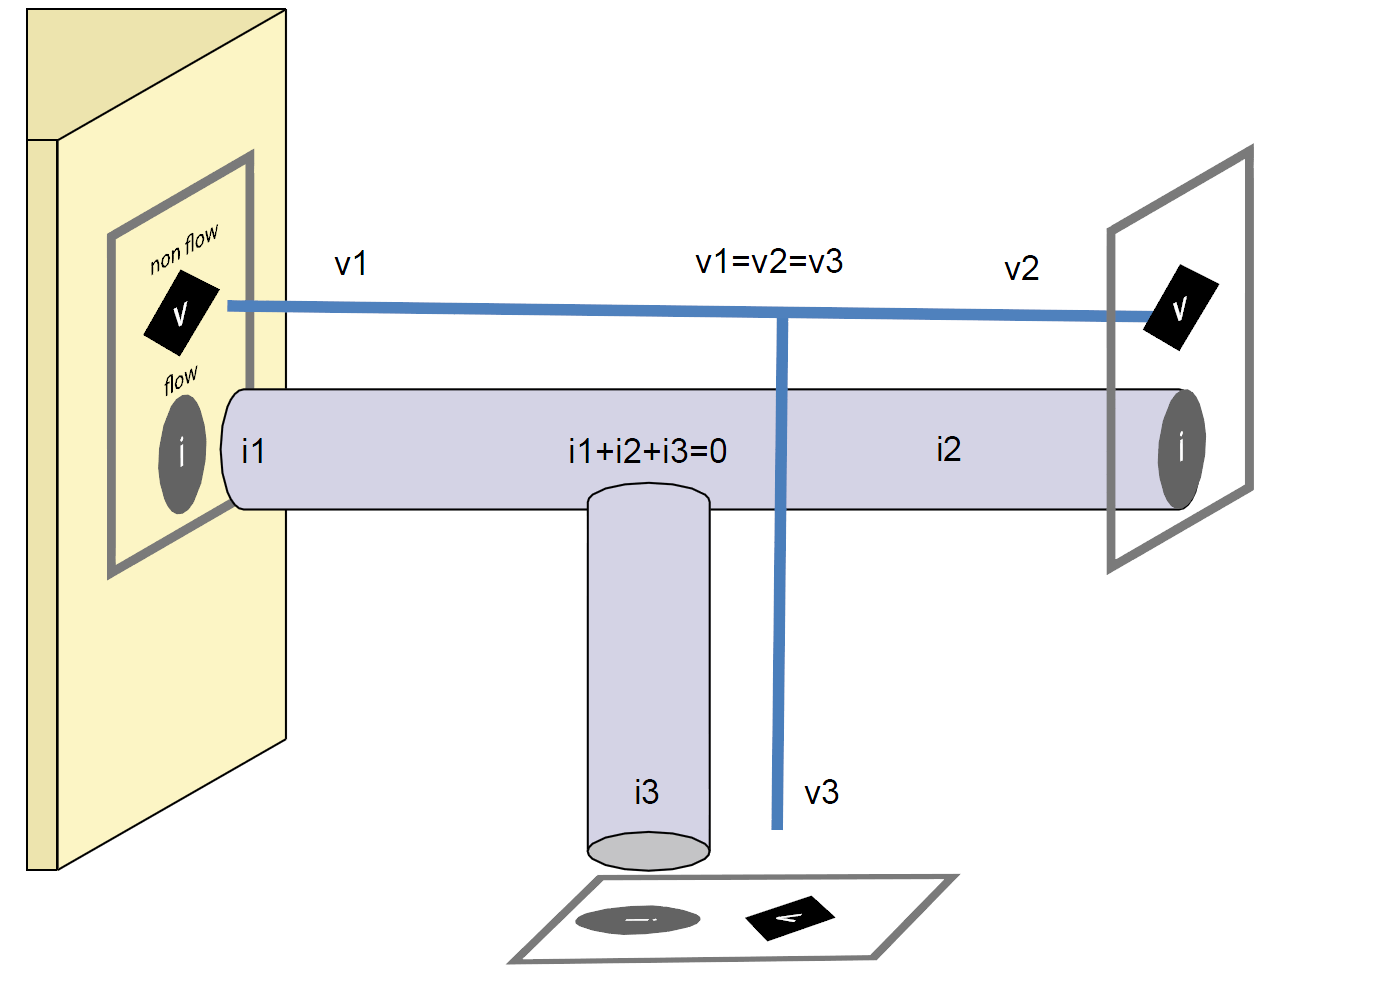 non flow
v1
v1=v2=v3
v2
v
v
flow
i
i1
i1+i2+i3=0
i2
i
i3
v3
i
v